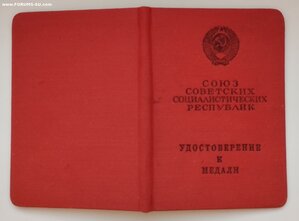 www.FORUMS-SU.com
СОЮЗ
СОВЕТСКИХ
СОЦИАЛИСТИЧЕСКИХ
РЕСПУБЛИК
УДОСТОВЕРЕНИЕ
К
МЕДАЛИ